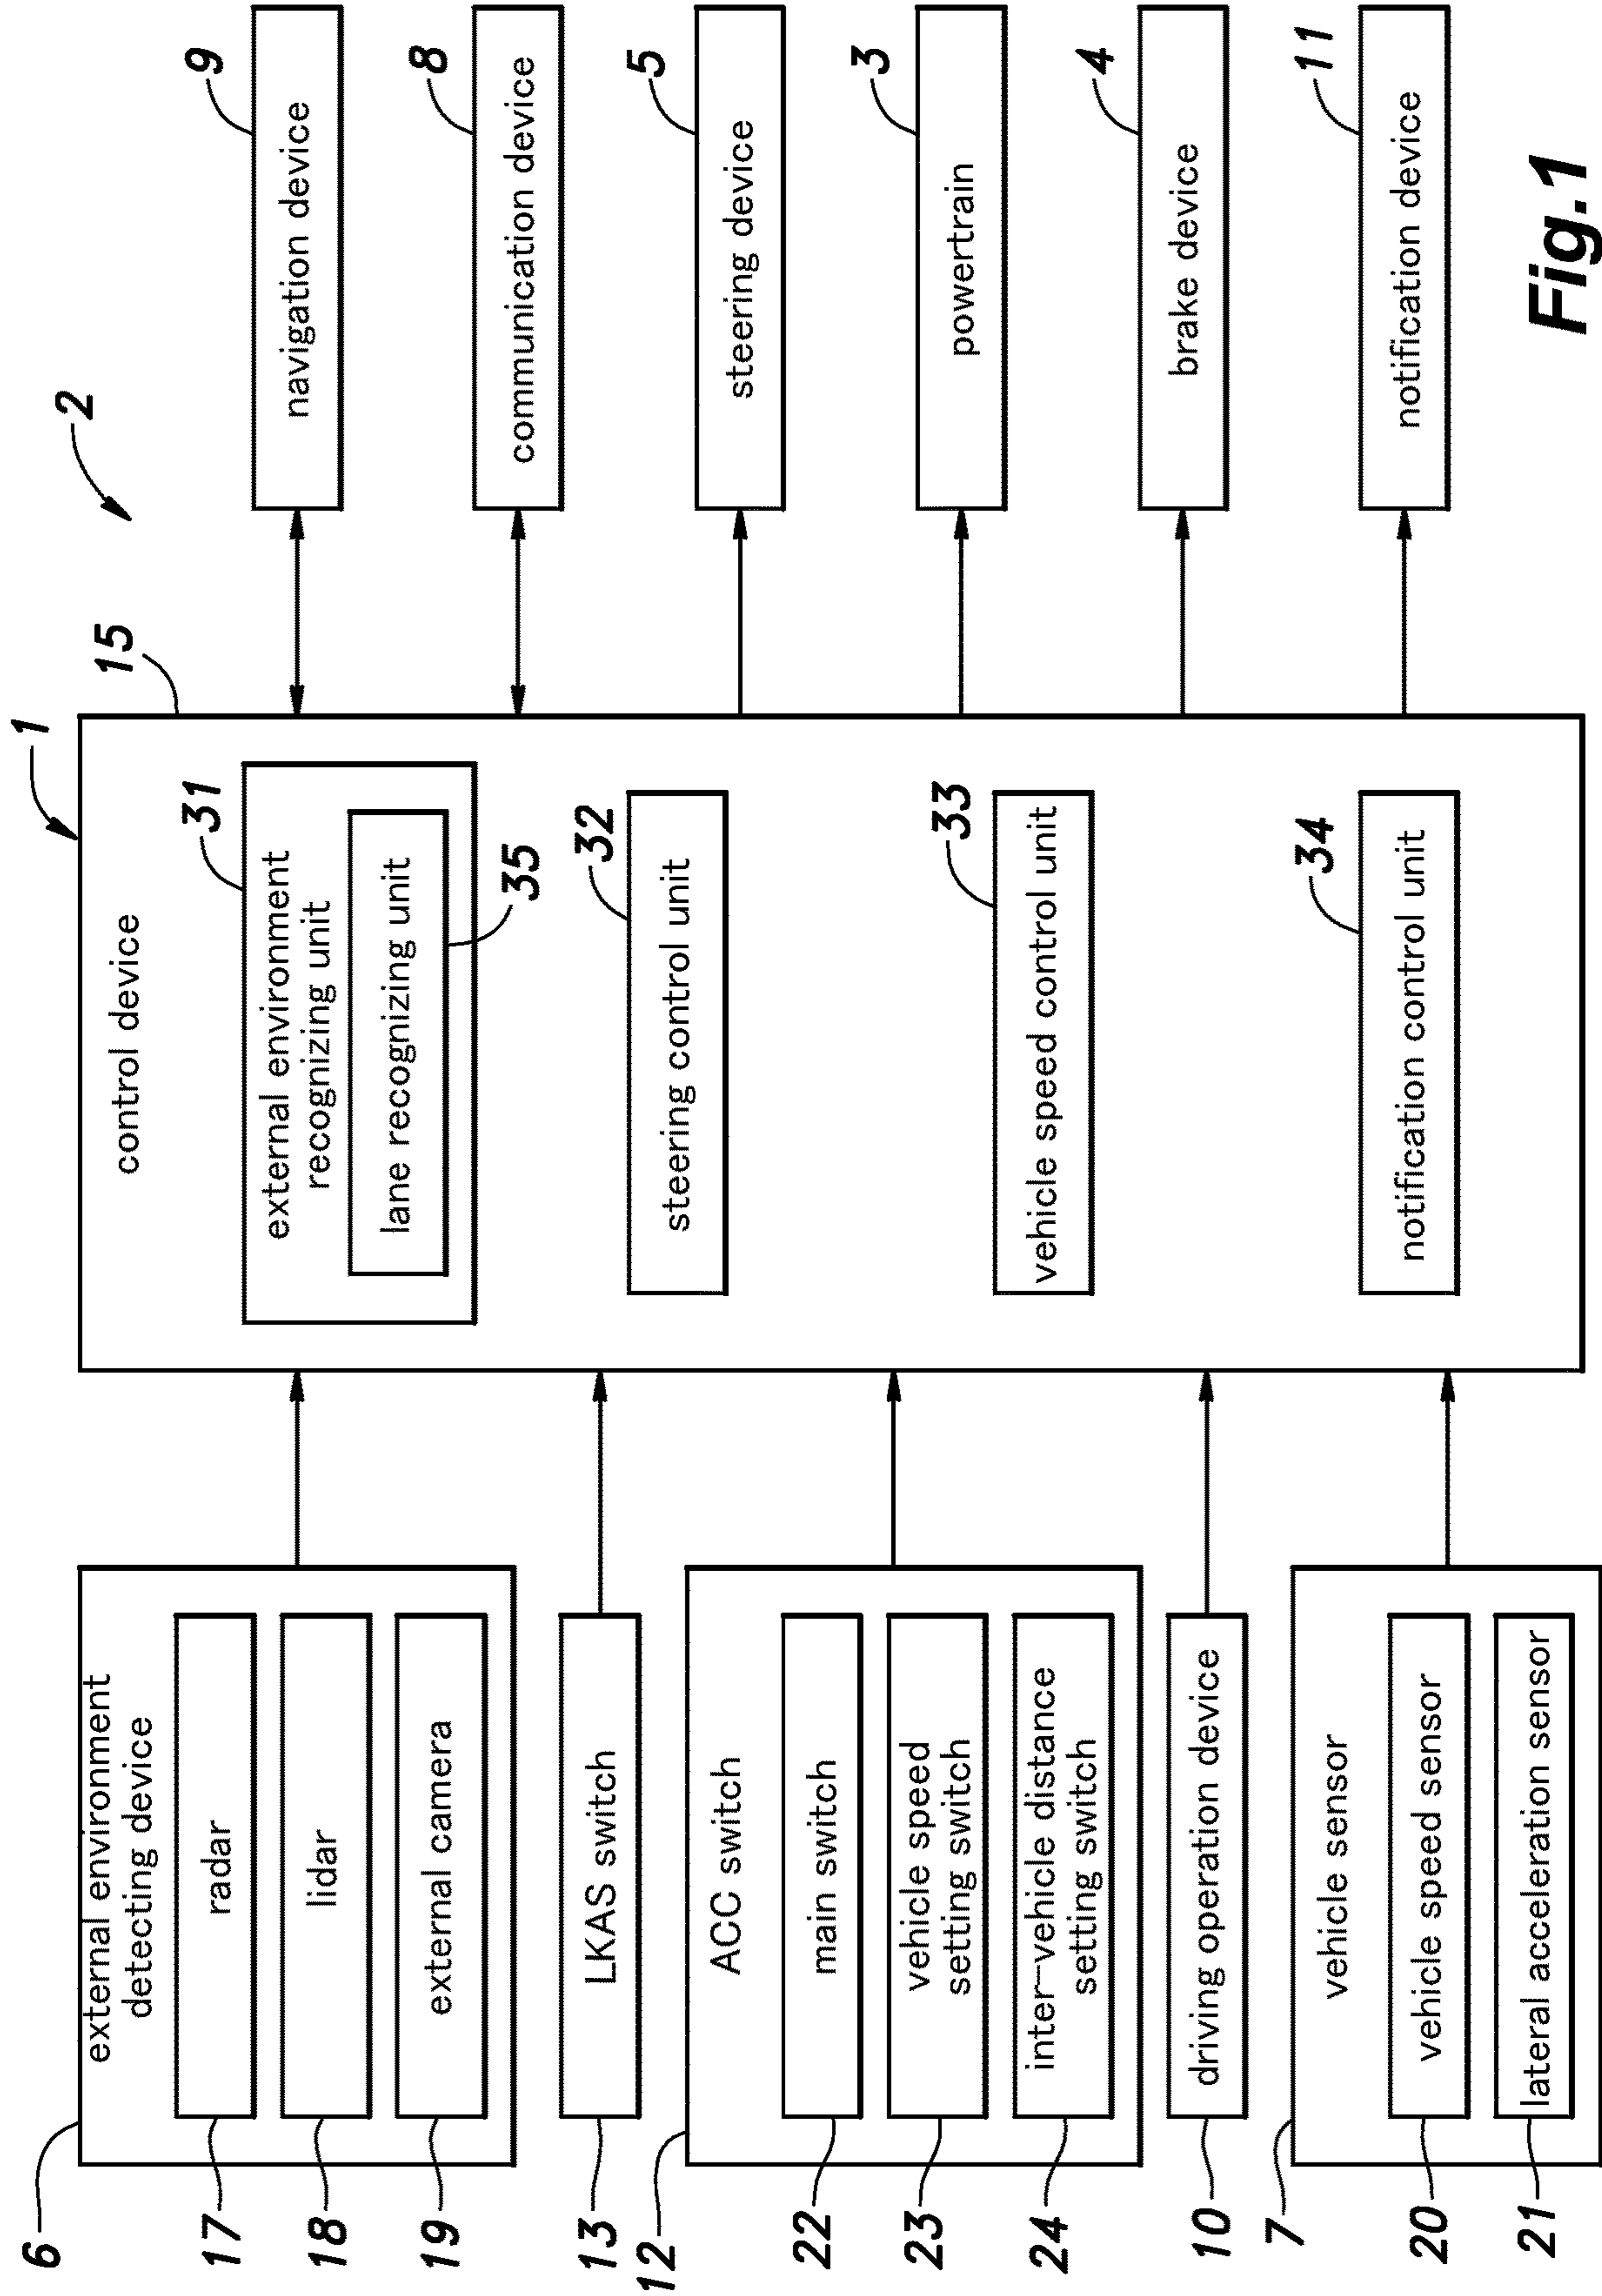 2
1
15
6
external environment
detecting device
17
radar
18
lidar
19
external camera
13
LKAS switch
12
ACC switch
22
main switch
23
vehicle speed
setting switch
24
inter-vehicle distance
setting switch
10
driving operation device
7
vehicle sensor
20
vehicle speed sensor
21
lateral acceleration sensor
control device
31
external environment
recognizing unit
lane recognizing unit
35
32
steering control unit
33
vehicle speed control unit
34
notification control unit
9
navigation device
8
communication device
5
steering device
3
powertrain
4
brake device
11
notification device
Fig.1